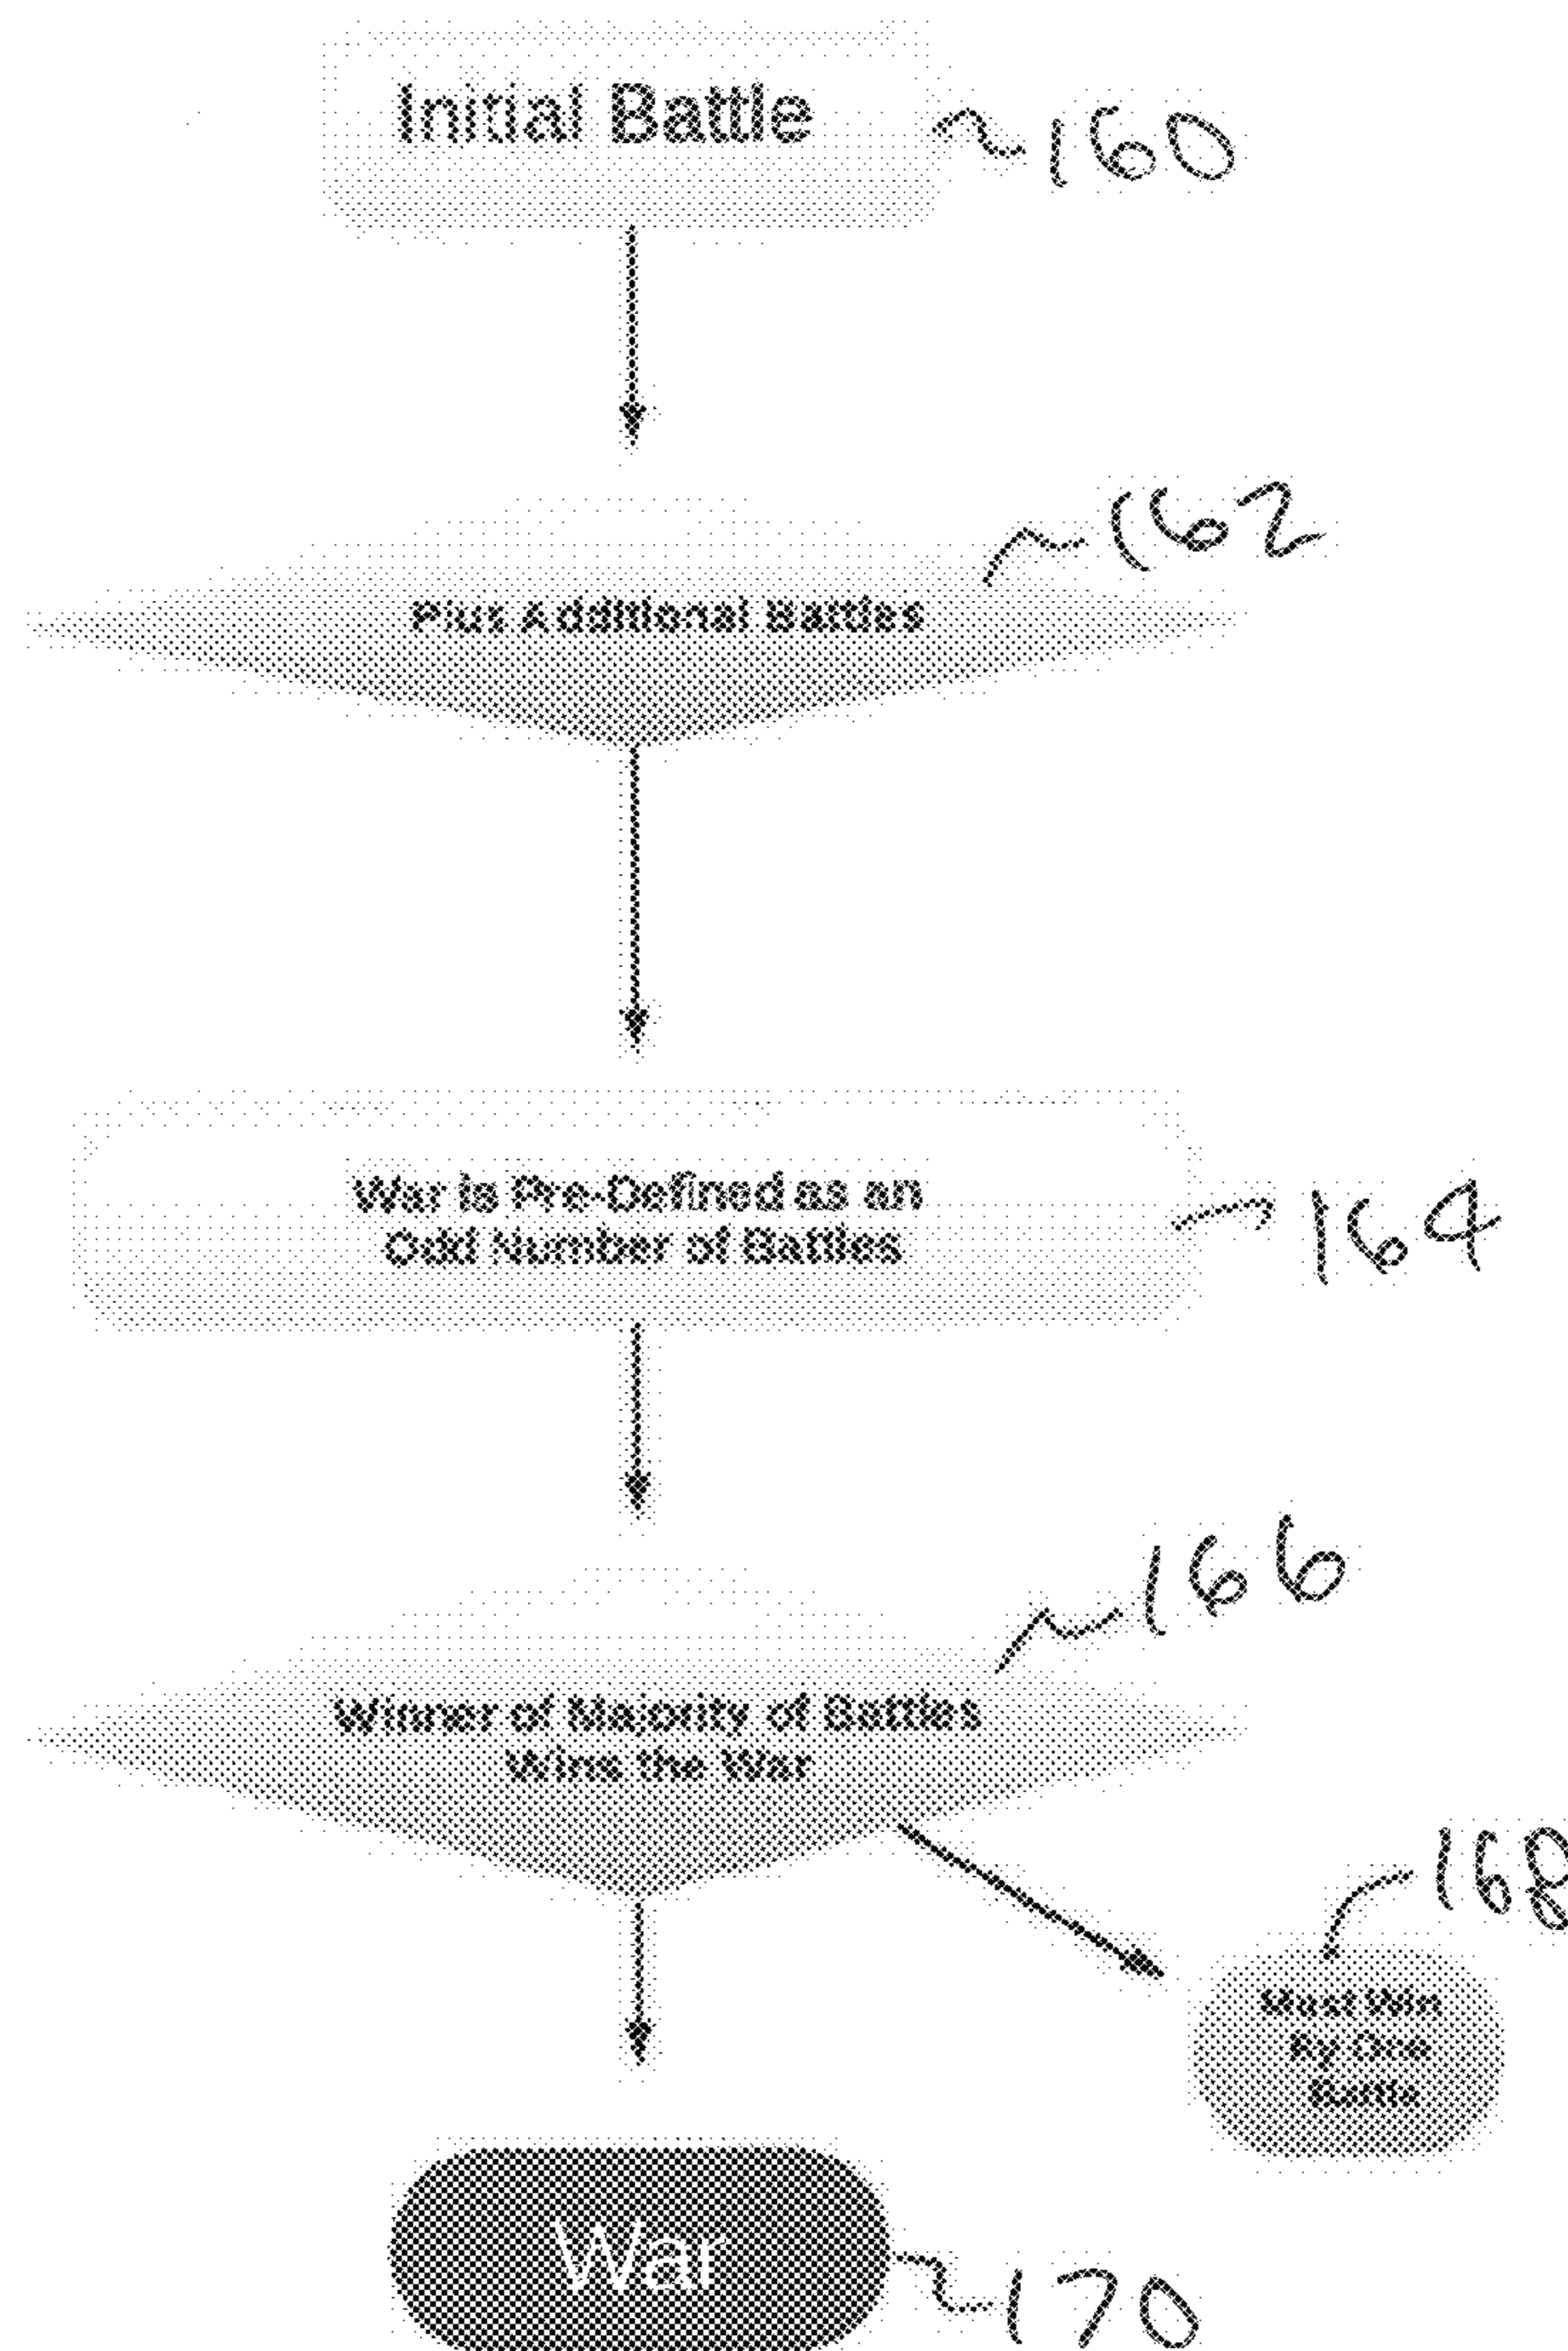 Initial Battle
160
162
Plus Additional Battles
War is Pre-Defined as an
Odd Number of Battles
164
166
Winner of Majority of Battles
Wins the War
168
Must Win
By One
Battle
War
170